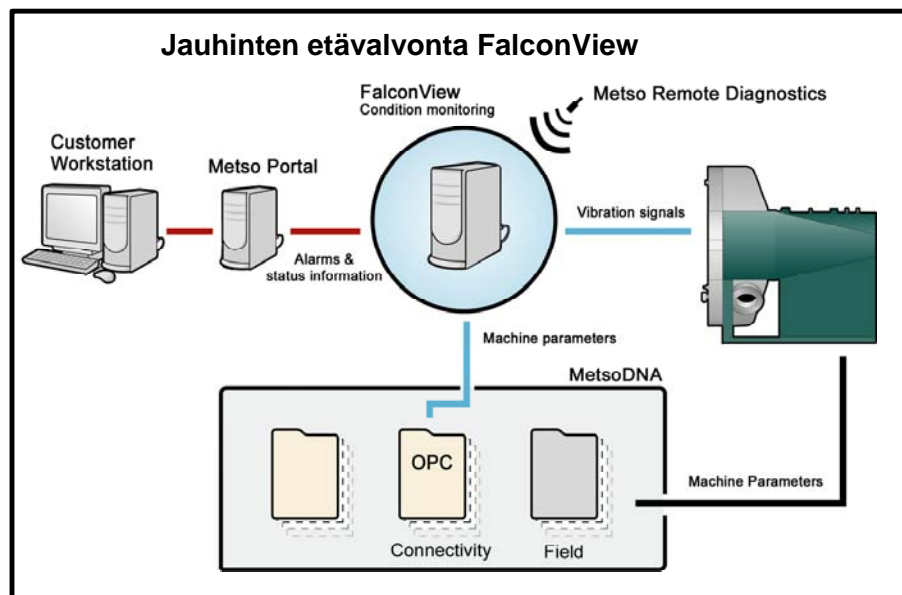 Jauhinten etävalvonta FalconView
FalconView
Condition monitoring
Metso Remote Diagnostics
Customer
Workstation
Metso Portal
Vibration signals
Alarms &
status information
Machine parameters
MetsoDNA
OPC
Machine Parameters
Connectivity
Field